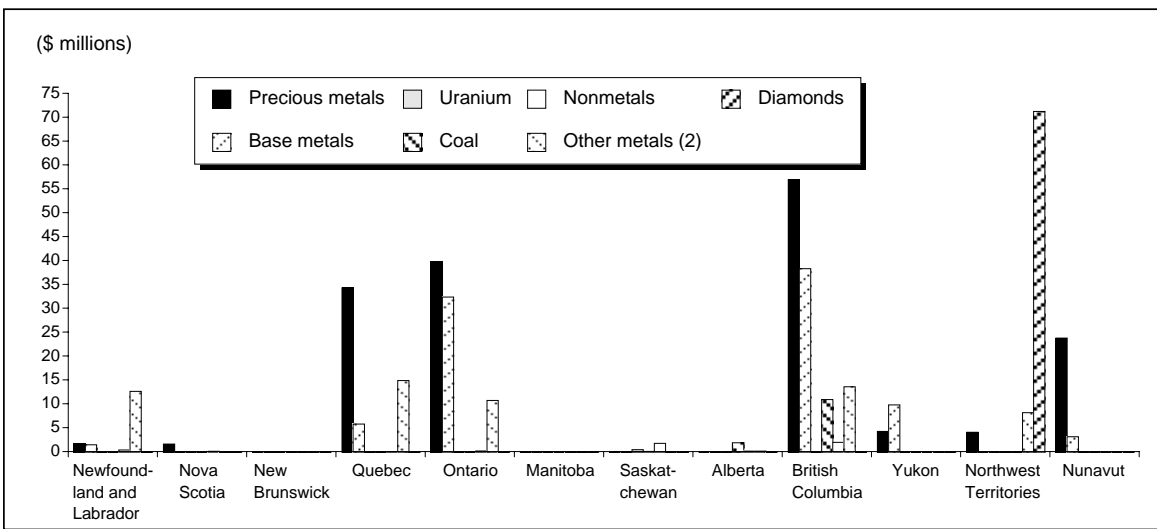 ($ millions)
Precious metals Uranium Nonmetals Diamonds
Base metals Coal Other metals (2)
75
70
65
60
55
50
45
40
35
30
25
20
15
10
5
0
Newfound-
land and
Labrador
Nova
Scotia
New
Brunswick
Quebec
Ontario
Manitoba
Saskat-
chewan
Alberta
British
Columbia
Yukon
Northwest
Territories
Nunavut